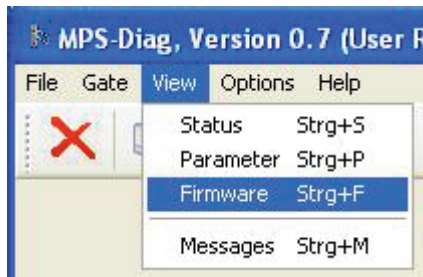 MPS-Diag, Version 0.7 (User R
File Gate View Options Help
Status Strg+S
Parameter Strg+P
Firmware Strg+F
Messages Strg+M